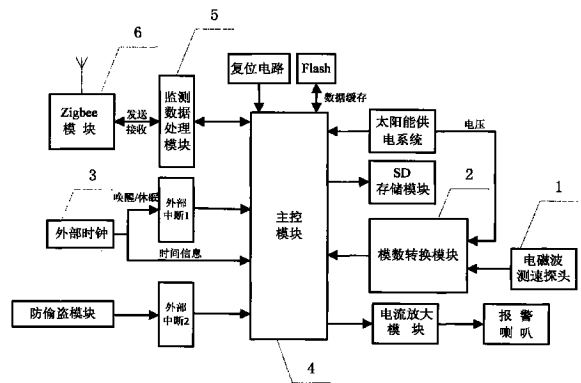 6
5
复位电路
Flash
数据缓存
Zigbee
模块
发送
接收
监测
数据
处理
模块
太阳能供
电系统
电压
SD
存储模块
2
1
3
唤醒/休眠
外部
中断1
外部时钟
时间信息
主控
模块
模数转换模块
电磁波
测速探头
防偷盗模块
外部
中断2
电流放大
模 块
报 警
喇 叭
4